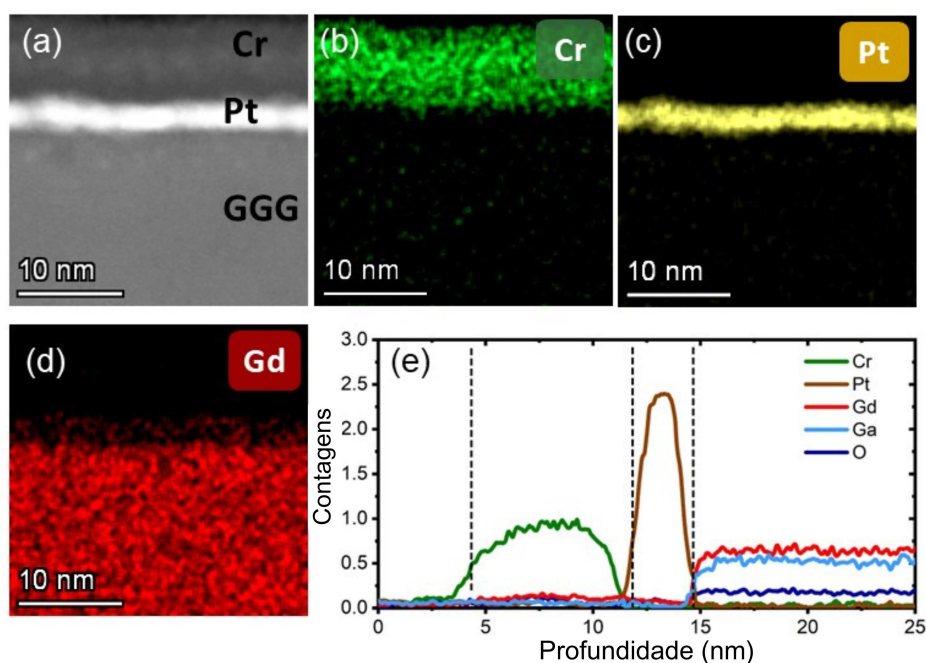 (a)
Cr
Pt
GGG
10 nm
(b)
Cr
10 nm
(c)
Pt
10 nm
(d)
Gd
10 nm
(e)
Contagens
3.0
2.5
2.0
1.5
1.0
0.5
0.0
Cr
Pt
Gd
Ga
O
0 5 10 15 20 25
Profundidade (nm)